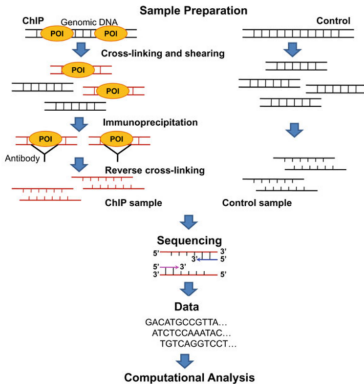 Sample Preparation
ChIP
Genomic DNA
Control
POI POI
Cross-linking and shearing
POI
POI
Immunoprecipitation
POI POI
Antibody
Reverse cross-linking
ChIP sample
Control sample
Sequencing
5' 3'
3' 5'
5' 3'
3' 5'
Data
GACATGCCGTTA...
ATCTCCAAATAC...
TGTCAGGTCCT...
Computational Analysis